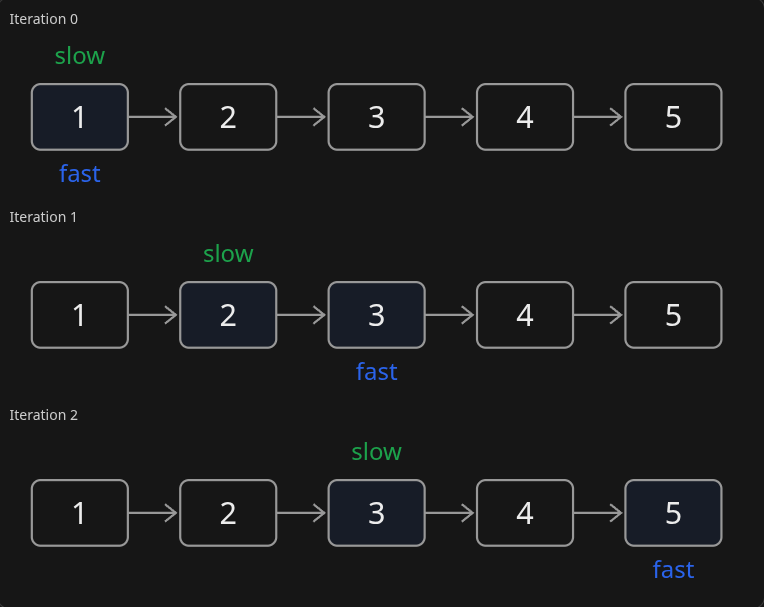 Iteration 0
slow
1 2 3 4 5
fast
Iteration 1
slow
1 2 3 4 5
fast
Iteration 2
slow
1 2 3 4 5
fast